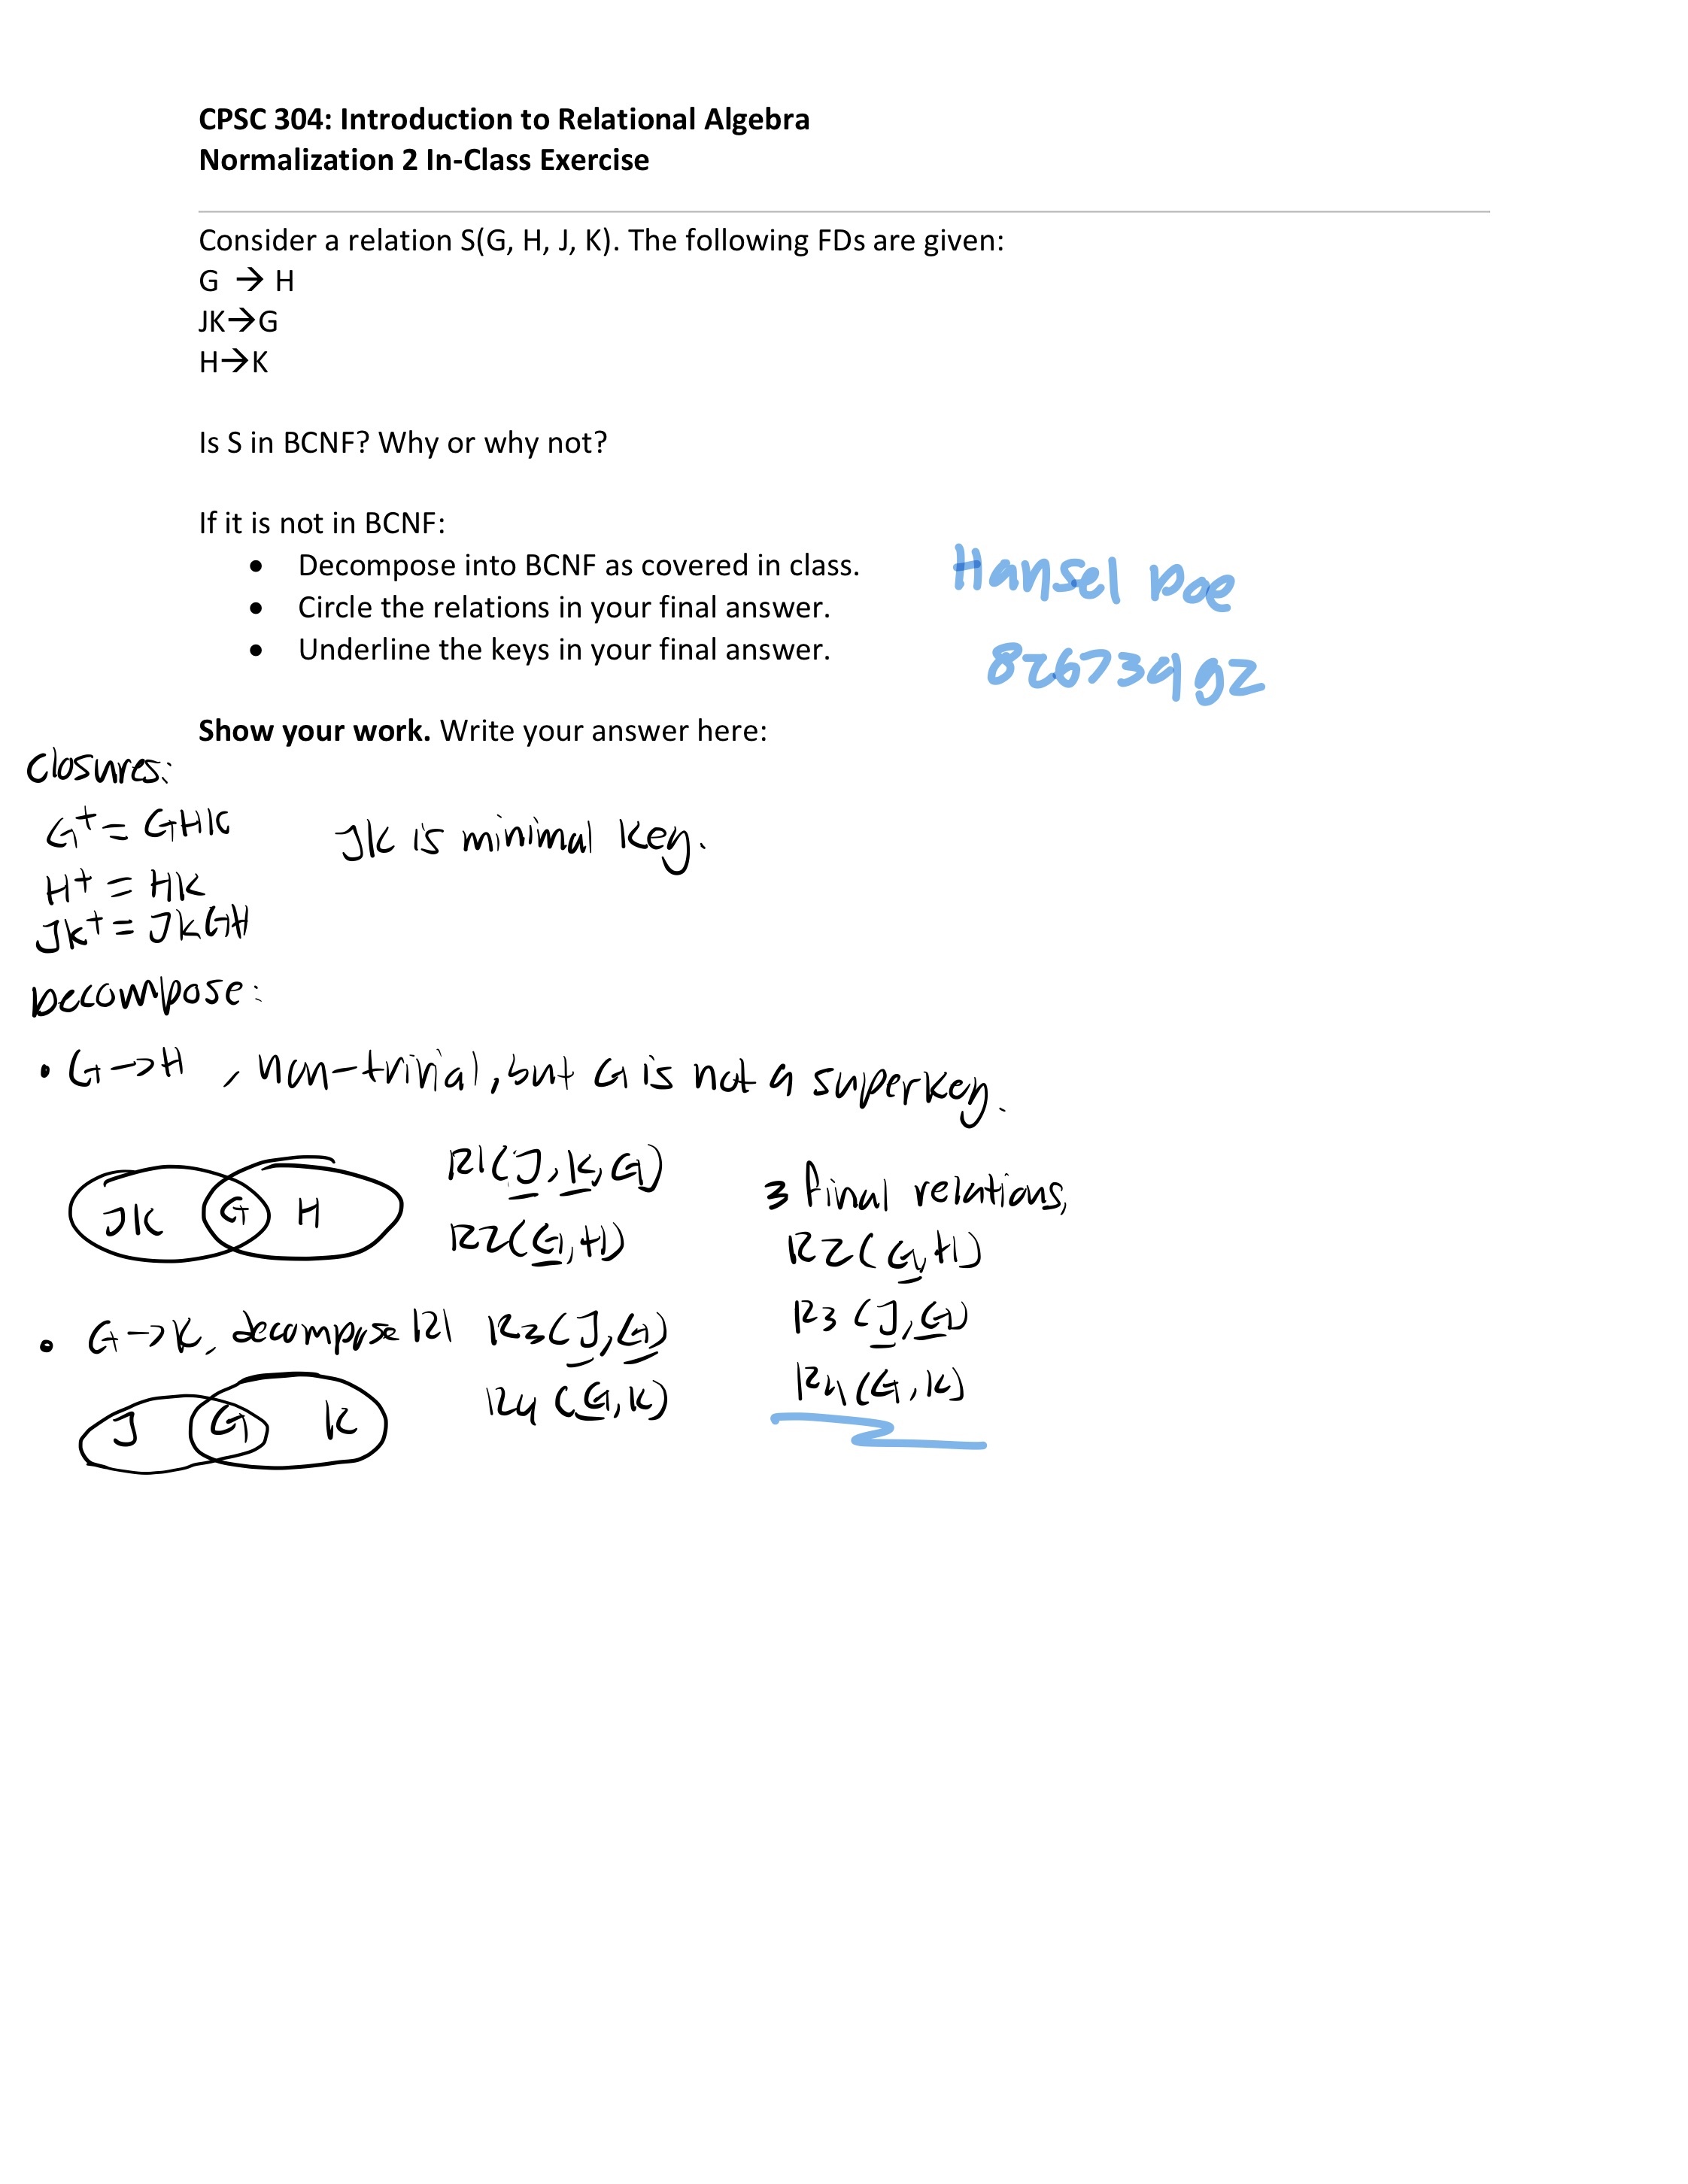 CPSC 304: Introduction to Relational Algebra
Normalization 2 In-Class Exercise
Consider a relation S(G, H, J, K). The following FDs are given:
G → H
JK→G
H→K
Is S in BCNF? Why or why not?
If it is not in BCNF:
• Decompose into BCNF as covered in class.
• Circle the relations in your final answer.
• Underline the keys in your final answer.
Hansel Doe
82673992
Show your work. Write your answer here:
Closures:
G+ = GHK
JK is minimal key.
H+ = HK
JK+ = JKGH
Decompose:
• G->H , non-trivial, but G is not a superkey.
JK G H
R1(J, K, G)
R2(G, H)
• G->K, decompose R1
J G K
R3(J, G)
R4(G, K)
3 final relations,
R2(G, H)
R3(J, G)
R4(G, K)